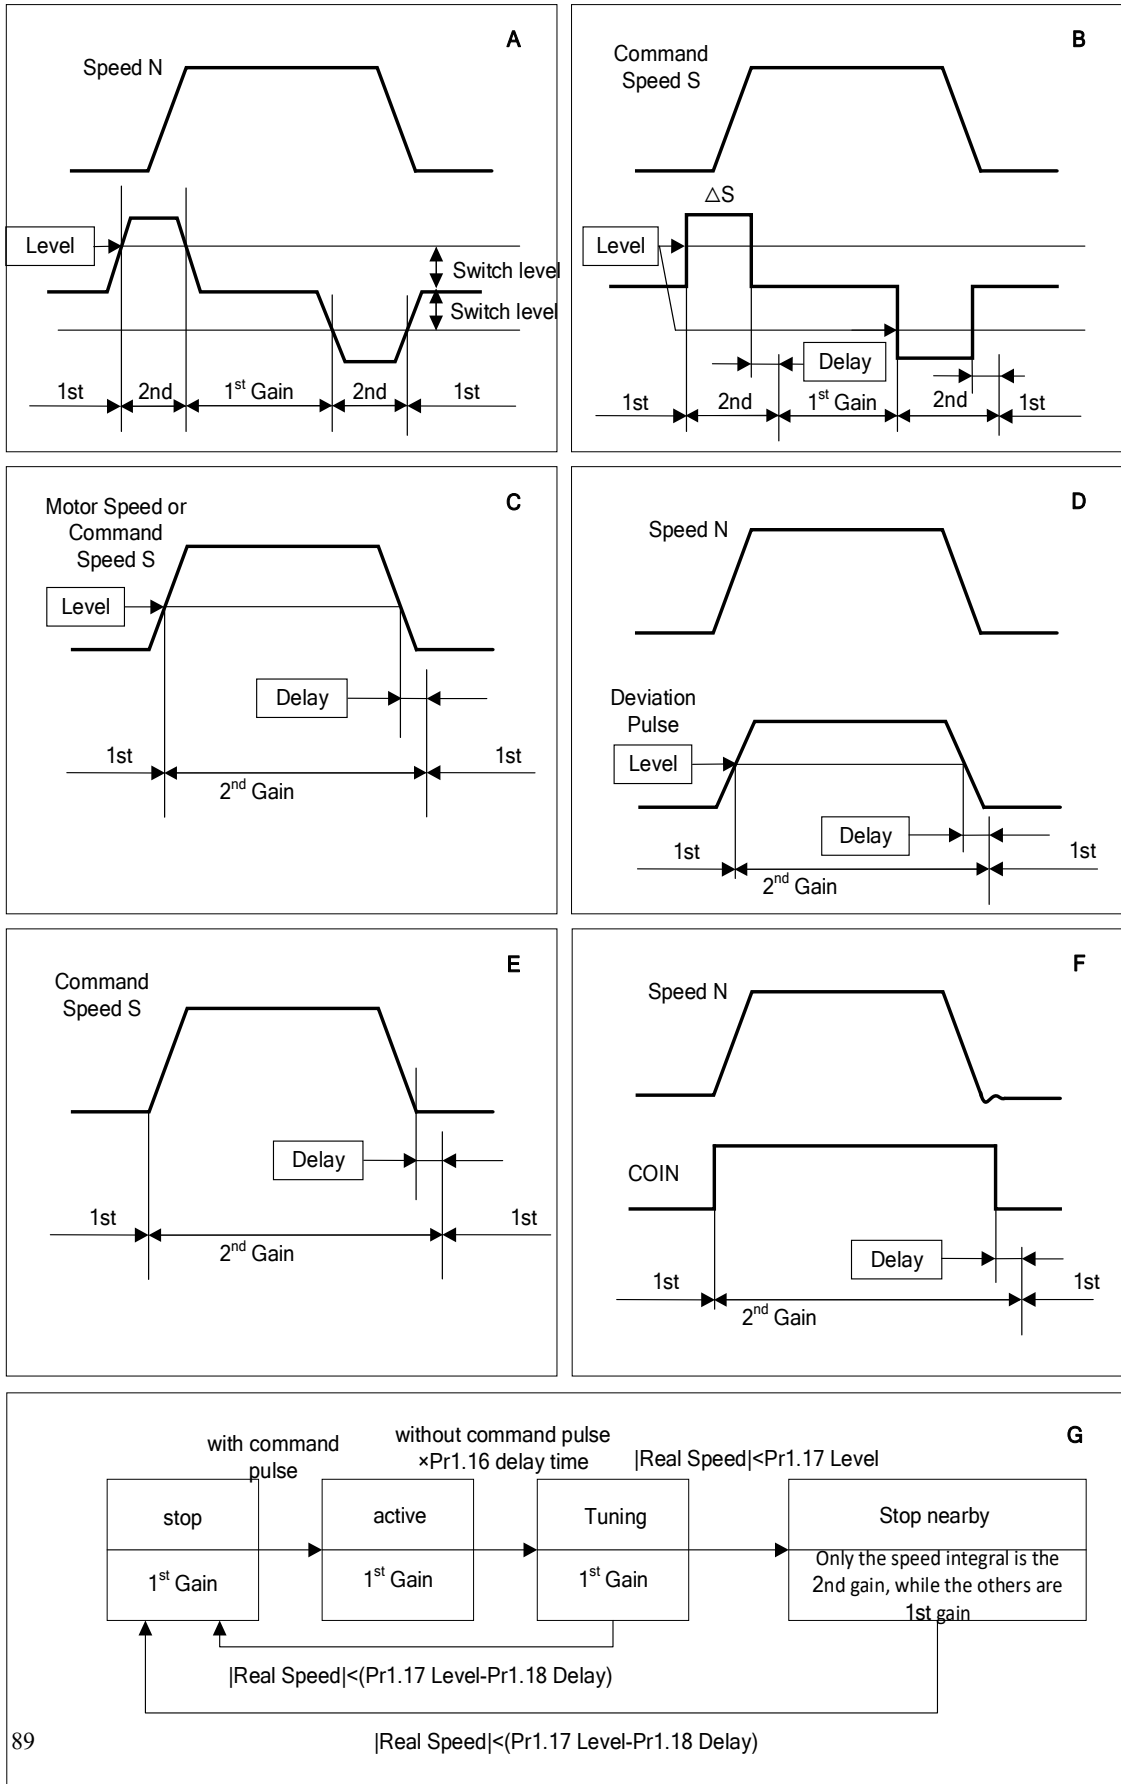 A
Speed N
Level
Switch level
Switch level
1st
2nd
1st Gain
2nd
1st
B
Command
Speed S
△S
Level
Delay
1st
2nd
1st Gain
2nd
1st
C
Motor Speed or
Command
Speed S
Level
Delay
1st
1st
2nd Gain
D
Speed N
Deviation
Pulse
Level
Delay
1st
1st
2nd Gain
E
Command
Speed S
Delay
1st
1st
2nd Gain
F
Speed N
COIN
Delay
1st
1st
2nd Gain
G
with command
pulse
without command pulse
×Pr1.16 delay time
|Real Speed|<Pr1.17 Level
stop
1st Gain
active
1st Gain
Tuning
1st Gain
Stop nearby
Only the speed integral is the
2nd gain, while the others are
1st gain
|Real Speed|<(Pr1.17 Level-Pr1.18 Delay)
|Real Speed|<(Pr1.17 Level-Pr1.18 Delay)
89